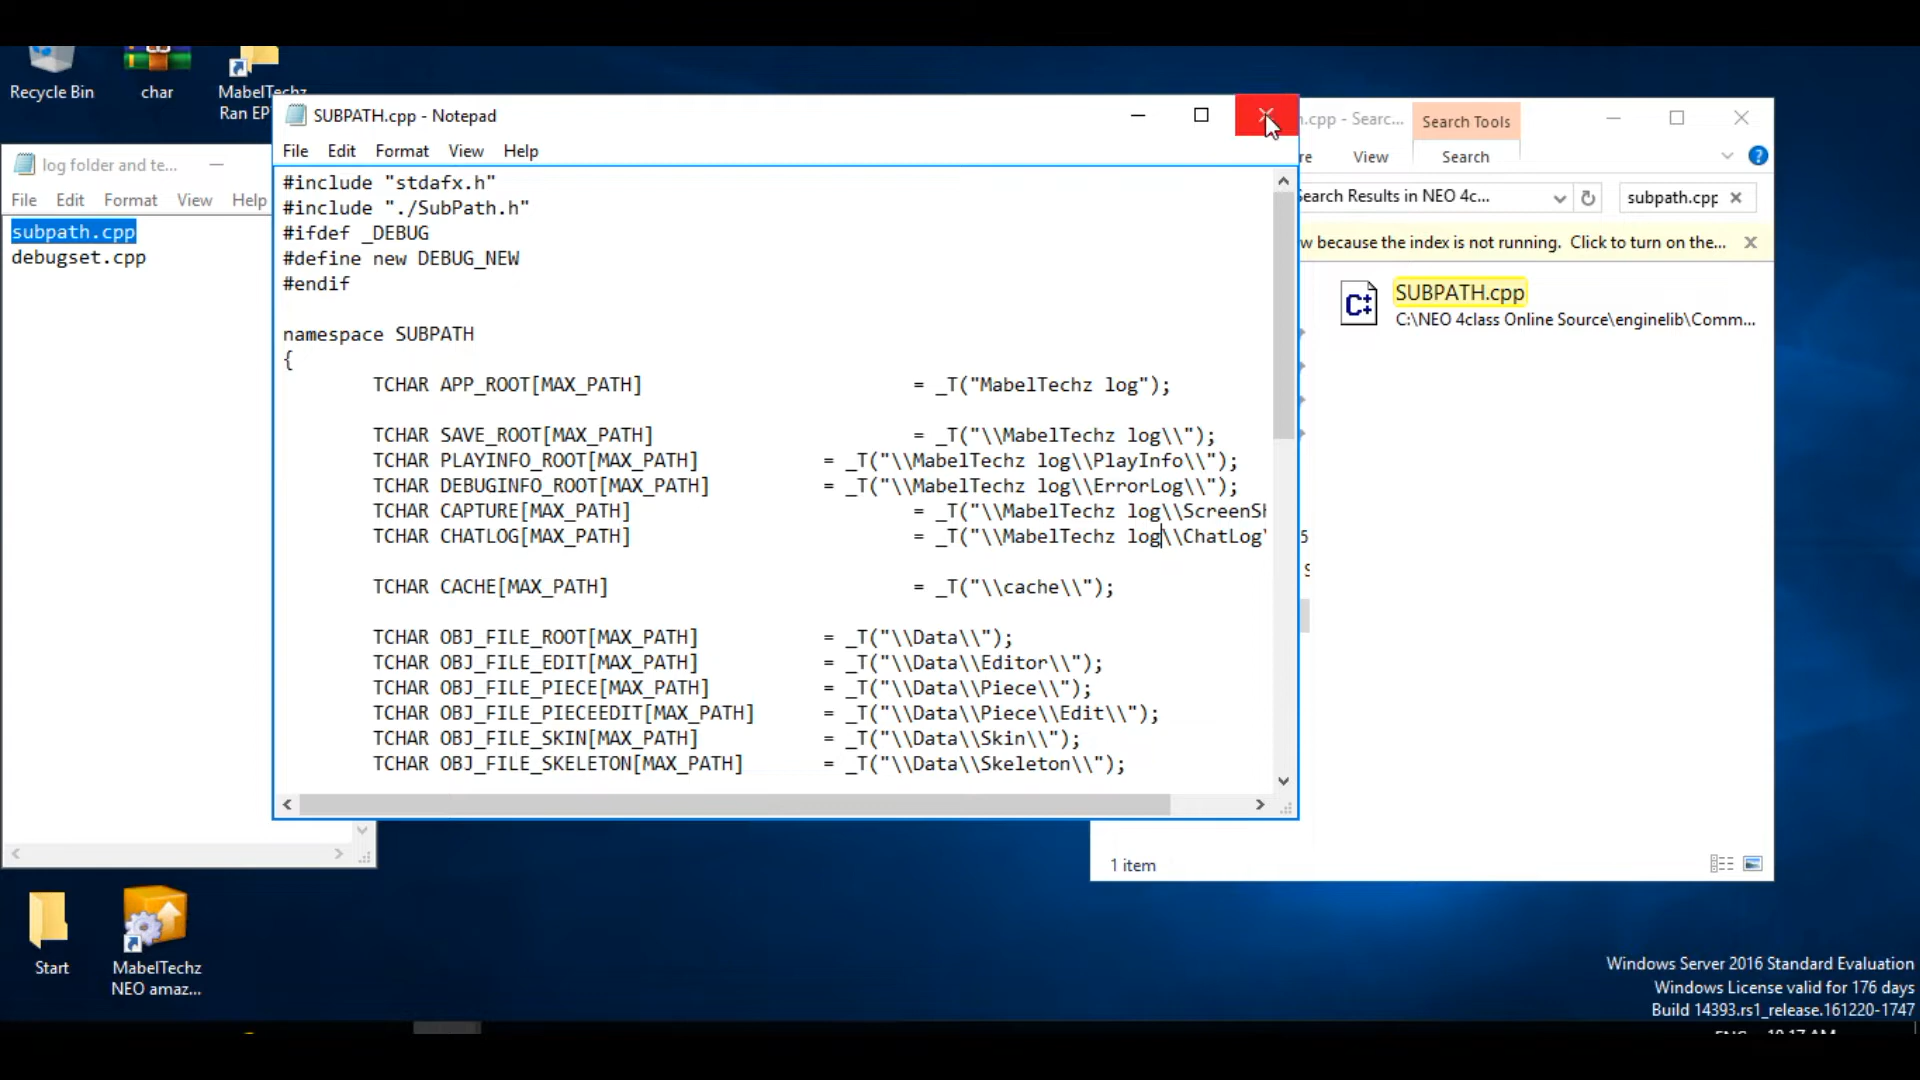 Recycle Bin
char
MabelTechz
Ran EP
log folder and te...
File Edit Format View Help
subpath.cpp
debugset.cpp
SUBPATH.cpp - Notepad
File Edit Format View Help
#include "stdafx.h"
#include "./SubPath.h"
#ifdef _DEBUG
#define new DEBUG_NEW
#endif
namespace SUBPATH
{
TCHAR APP_ROOT[MAX_PATH] = _T("MabelTechz log");
TCHAR SAVE_ROOT[MAX_PATH] = _T("\\MabelTechz log\\");
TCHAR PLAYINFO_ROOT[MAX_PATH] = _T("\\MabelTechz log\\PlayInfo\\");
TCHAR DEBUGINFO_ROOT[MAX_PATH] = _T("\\MabelTechz log\\ErrorLog\\");
TCHAR CAPTURE[MAX_PATH] = _T("\\MabelTechz log\\ScreenSh
TCHAR CHATLOG[MAX_PATH] = _T("\\MabelTechz log\\ChatLog\
TCHAR CACHE[MAX_PATH] = _T("\\cache\\");
TCHAR OBJ_FILE_ROOT[MAX_PATH] = _T("\\Data\\");
TCHAR OBJ_FILE_EDIT[MAX_PATH] = _T("\\Data\\Editor\\");
TCHAR OBJ_FILE_PIECE[MAX_PATH] = _T("\\Data\\Piece\\");
TCHAR OBJ_FILE_PIECEEDIT[MAX_PATH] = _T("\\Data\\Piece\\Edit\\");
TCHAR OBJ_FILE_SKIN[MAX_PATH] = _T("\\Data\\Skin\\");
TCHAR OBJ_FILE_SKELETON[MAX_PATH] = _T("\\Data\\Skeleton\\");
.cpp - Searc... Search Tools
re View Search
Search Results in NEO 4c... subpath.cpp
w because the index is not running. Click to turn on the...
SUBPATH.cpp
C:\NEO 4class Online Source\enginelib\Comm...
5
1 item
Start
MabelTechz
NEO amaz...
Windows Server 2016 Standard Evaluation
Windows License valid for 176 days
Build 14393.rs1_release.161220-1747